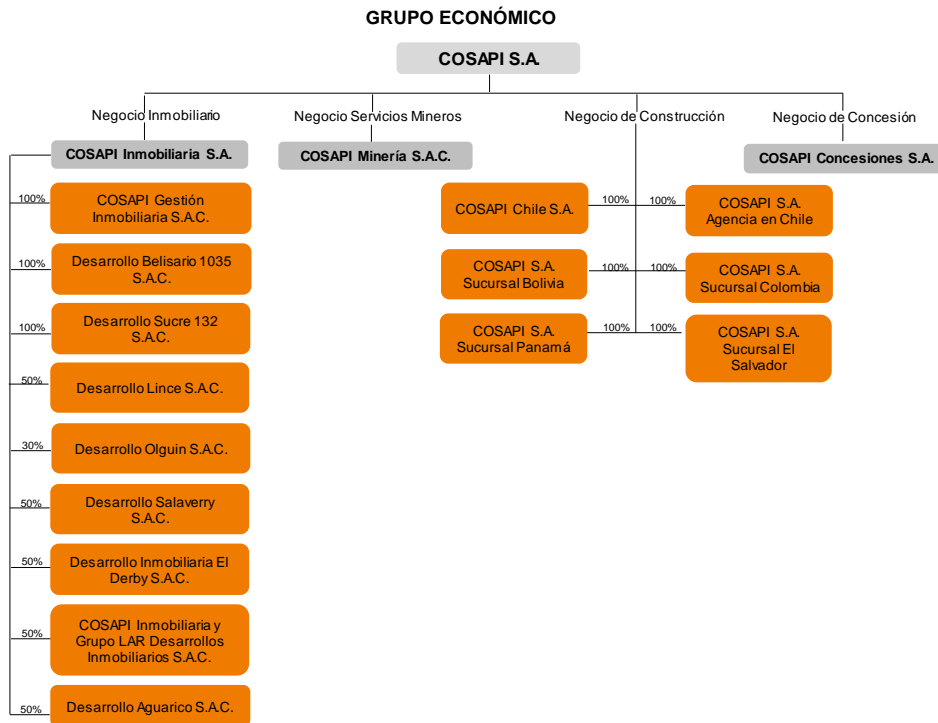 GRUPO ECONÓMICO
COSAPI S.A.
Negocio Inmobiliario
Negocio Servicios Mineros
Negocio de Construcción
Negocio de Concesión
COSAPI Inmobiliaria S.A.
COSAPI Minería S.A.C.
COSAPI Concesiones S.A.
100%
COSAPI Gestión
Inmobiliaria S.A.C.
100%
Desarrollo Belisario 1035
S.A.C.
100%
Desarrollo Sucre 132
S.A.C.
50%
Desarrollo Lince S.A.C.
30%
Desarrollo Olguin S.A.C.
50%
Desarrollo Salaverry
S.A.C.
50%
Desarrollo Inmobiliaria El
Derby S.A.C.
50%
COSAPI Inmobiliaria y
Grupo LAR Desarrollos
Inmobiliarios S.A.C.
50%
Desarrollo Aguarico S.A.C.
COSAPI Chile S.A.
100%
100%
COSAPI S.A.
Agencia en Chile
COSAPI S.A.
Sucursal Bolivia
100%
100%
COSAPI S.A.
Sucursal Colombia
COSAPI S.A.
Sucursal Panamá
100%
100%
COSAPI S.A.
Sucursal El
Salvador